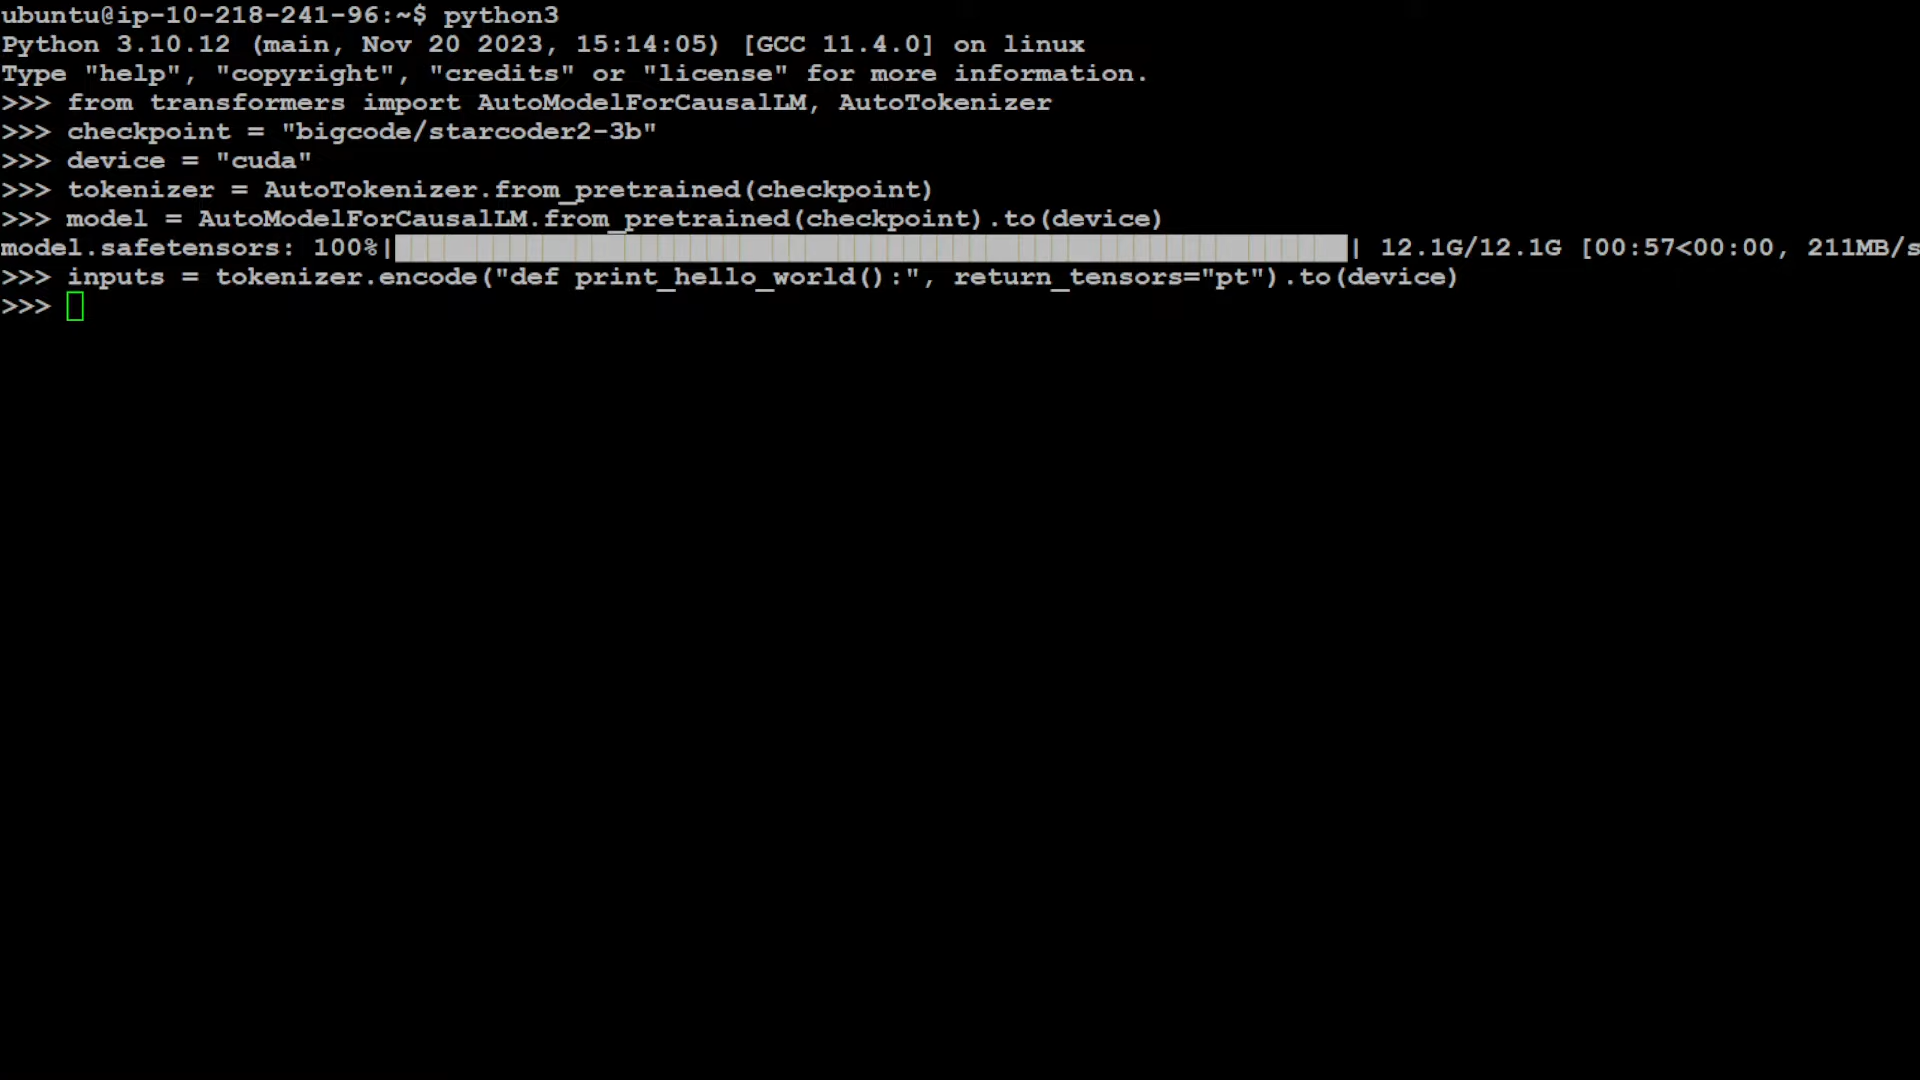 ubuntu@ip-10-218-241-96:~$ python3
Python 3.10.12 (main, Nov 20 2023, 15:14:05) [GCC 11.4.0] on linux
Type "help", "copyright", "credits" or "license" for more information.
>>> from transformers import AutoModelForCausalLM, AutoTokenizer
>>> checkpoint = "bigcode/starcoder2-3b"
>>> device = "cuda"
>>> tokenizer = AutoTokenizer.from_pretrained(checkpoint)
>>> model = AutoModelForCausalLM.from_pretrained(checkpoint).to(device)
model.safetensors: 100%|██████████████████████████████████████████████████████████| 12.1G/12.1G [00:57<00:00, 211MB/s
>>> inputs = tokenizer.encode("def print_hello_world():", return_tensors="pt").to(device)
>>>